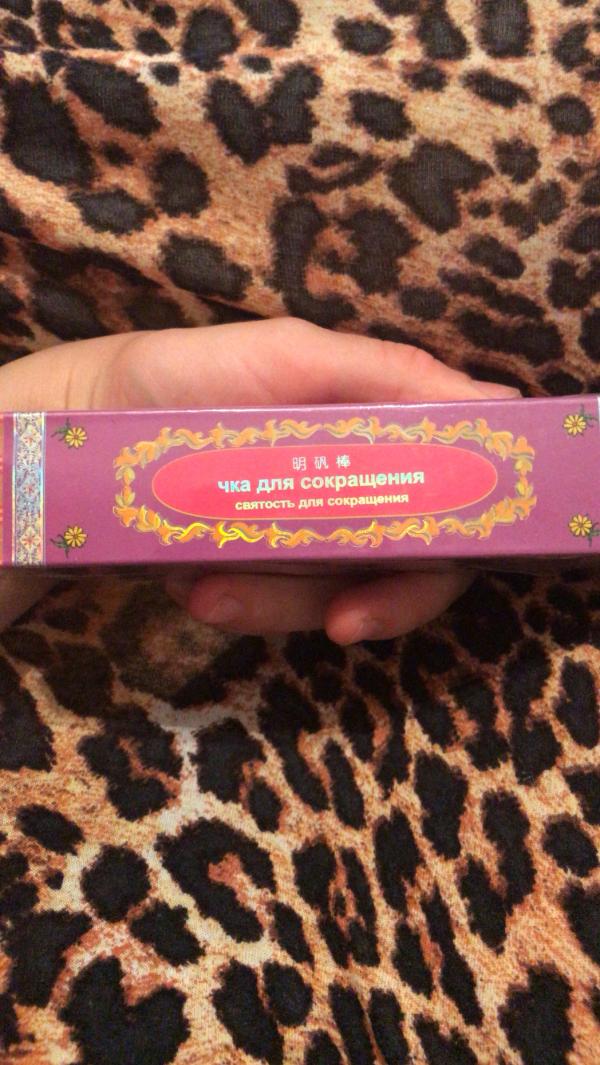 明矾棒
чка для сокращения
святость для сокращения